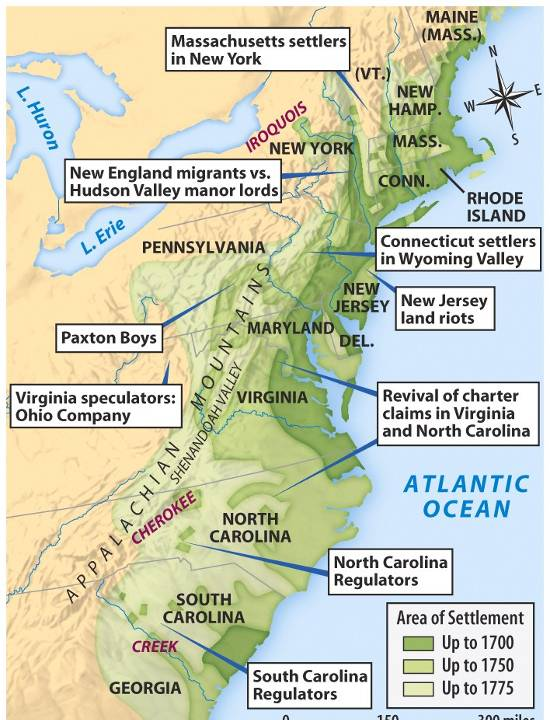 MAINE
(MASS.)
Massachusetts settlers
in New York
(VT.)
N
W
E
S
L. Huron
NEW
HAMP.
IROQUOIS
NEW YORK
MASS.
New England migrants vs.
Hudson Valley manor lords
CONN.
RHODE
ISLAND
L. Erie
Connecticut settlers
in Wyoming Valley
PENNSYLVANIA
NEW
JERSEY
New Jersey
land riots
Paxton Boys
MARYLAND
DEL.
Virginia speculators:
Ohio Company
APPALACHIAN MOUNTAINS
SHENANDOAH VALLEY
VIRGINIA
Revival of charter
claims in Virginia
and North Carolina
ATLANTIC
OCEAN
CHEROKEE
NORTH
CAROLINA
North Carolina
Regulators
SOUTH
CAROLINA
CREEK
GEORGIA
South Carolina
Regulators
Area of Settlement
Up to 1700
Up to 1750
Up to 1775
0 150 300 miles